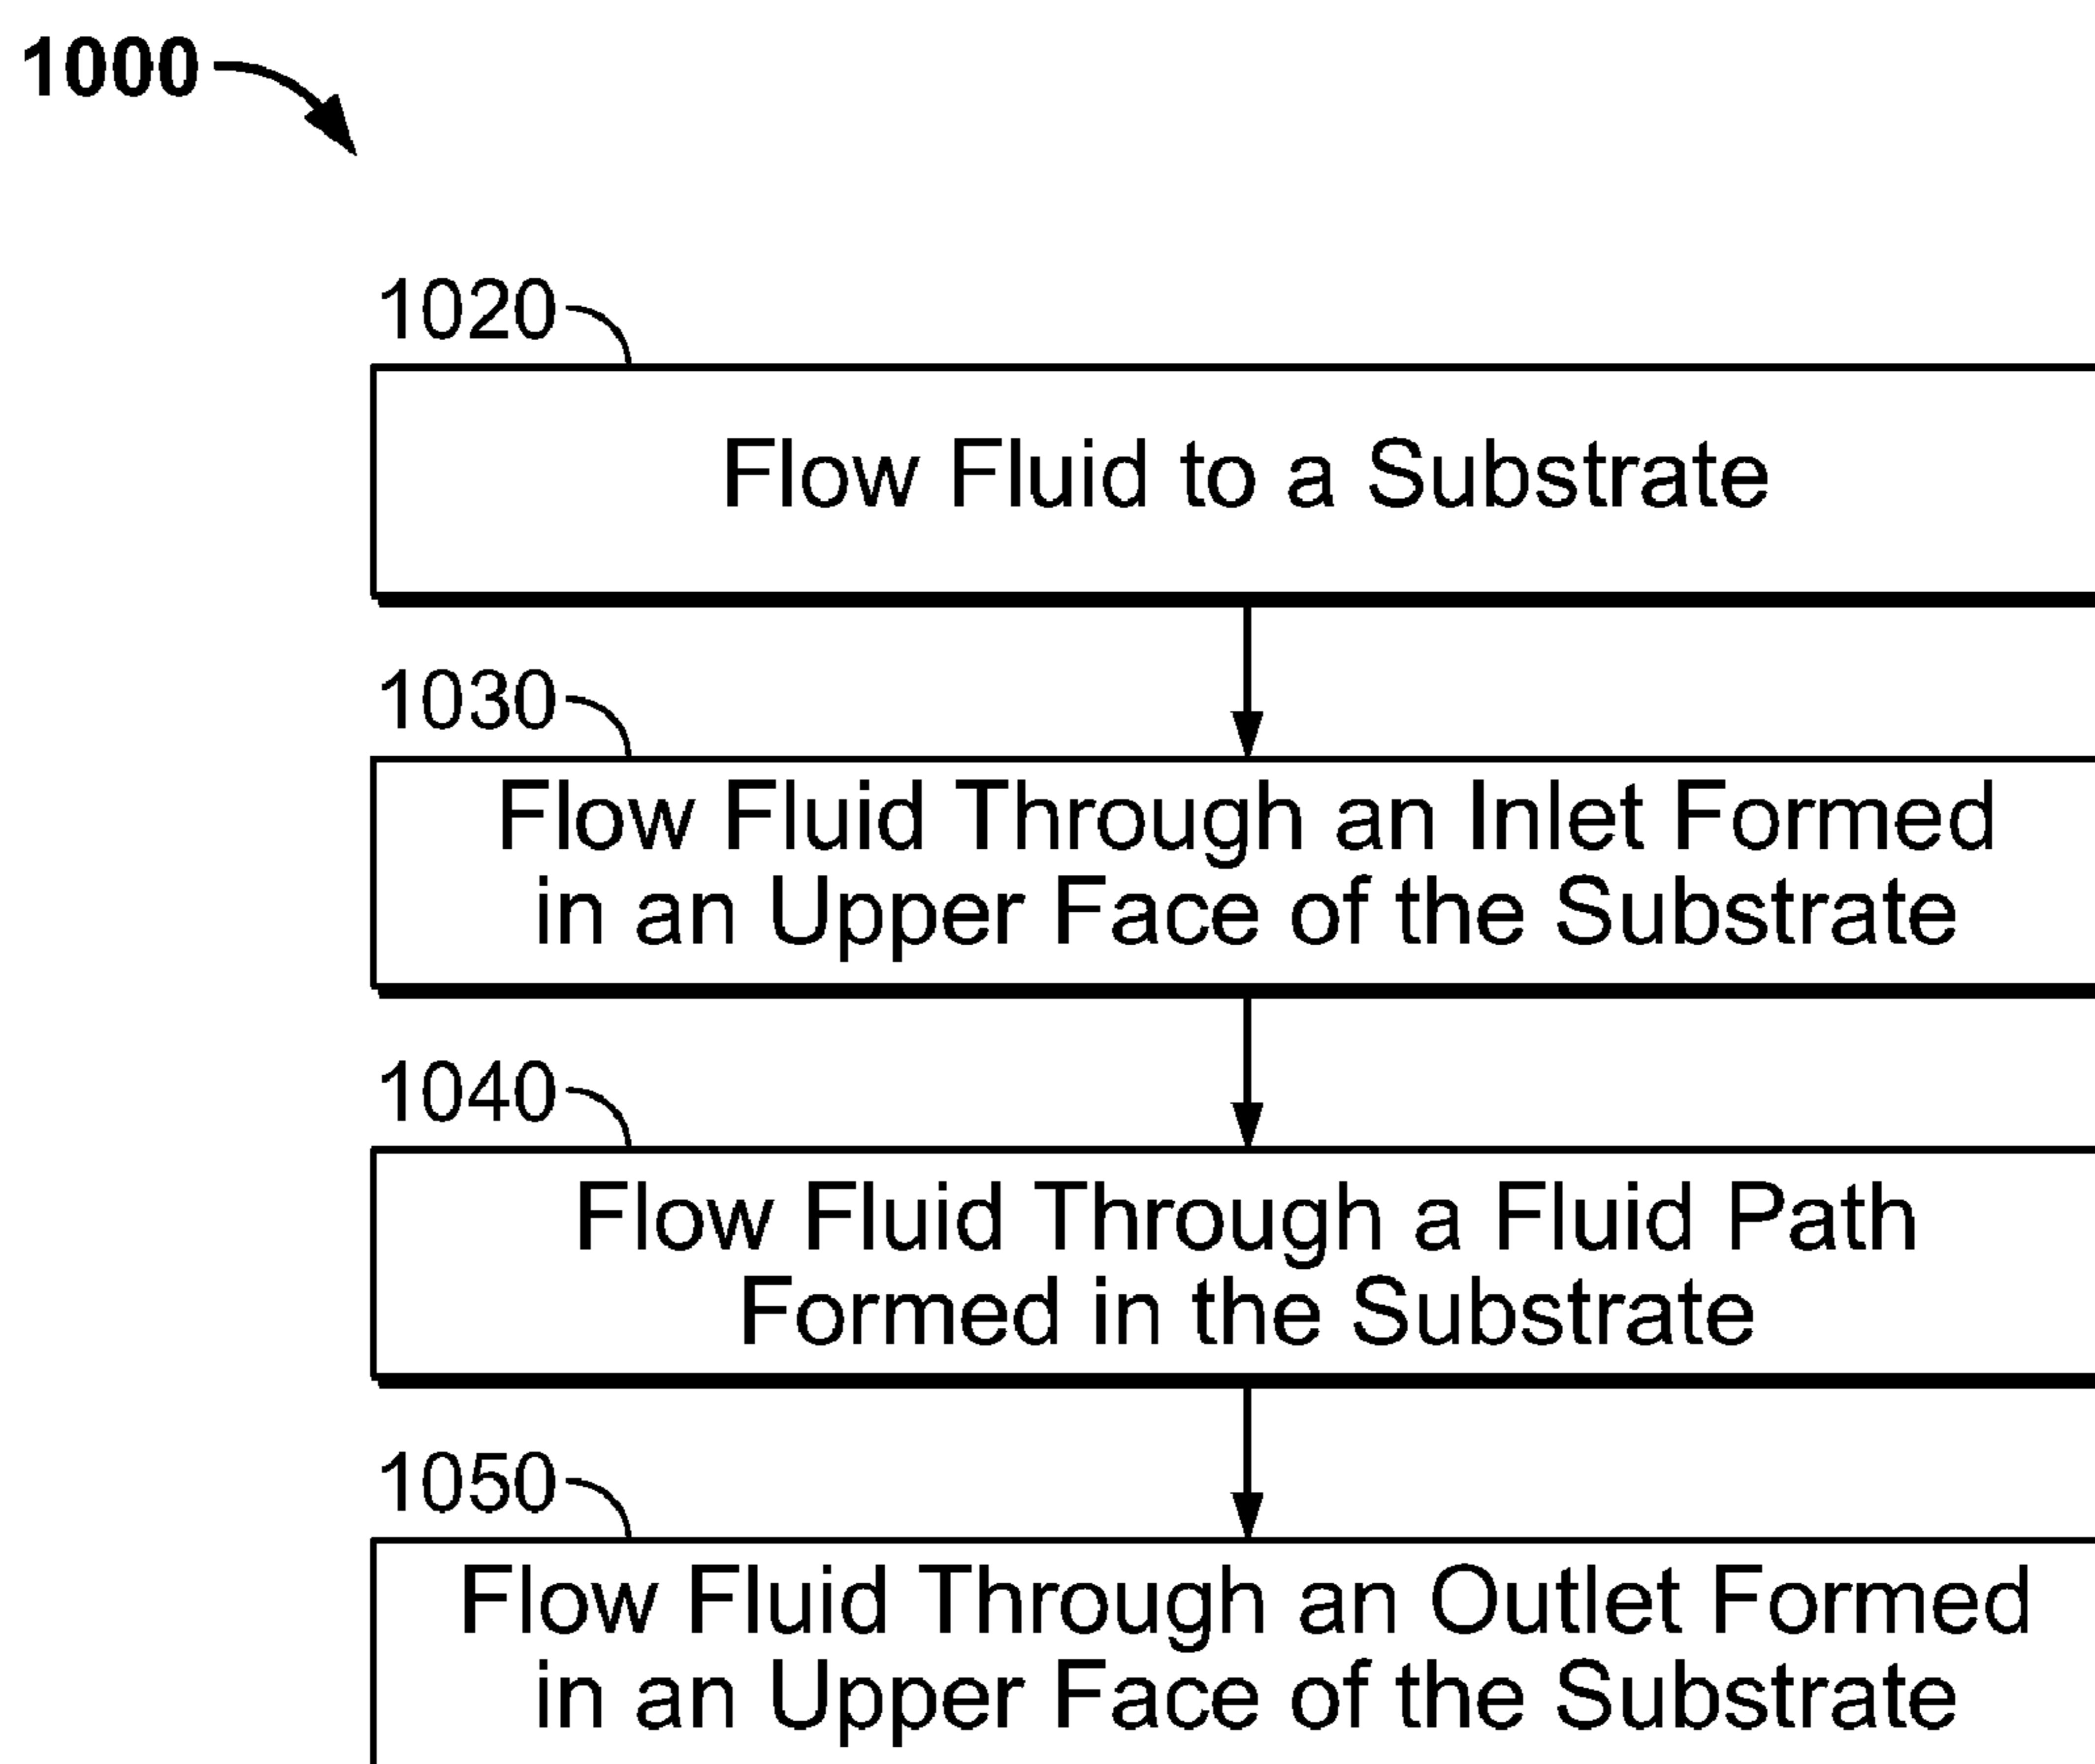 1000
1020
Flow Fluid to a Substrate
1030
Flow Fluid Through an Inlet Formed
in an Upper Face of the Substrate
1040
Flow Fluid Through a Fluid Path
Formed in the Substrate
1050
Flow Fluid Through an Outlet Formed
in an Upper Face of the Substrate